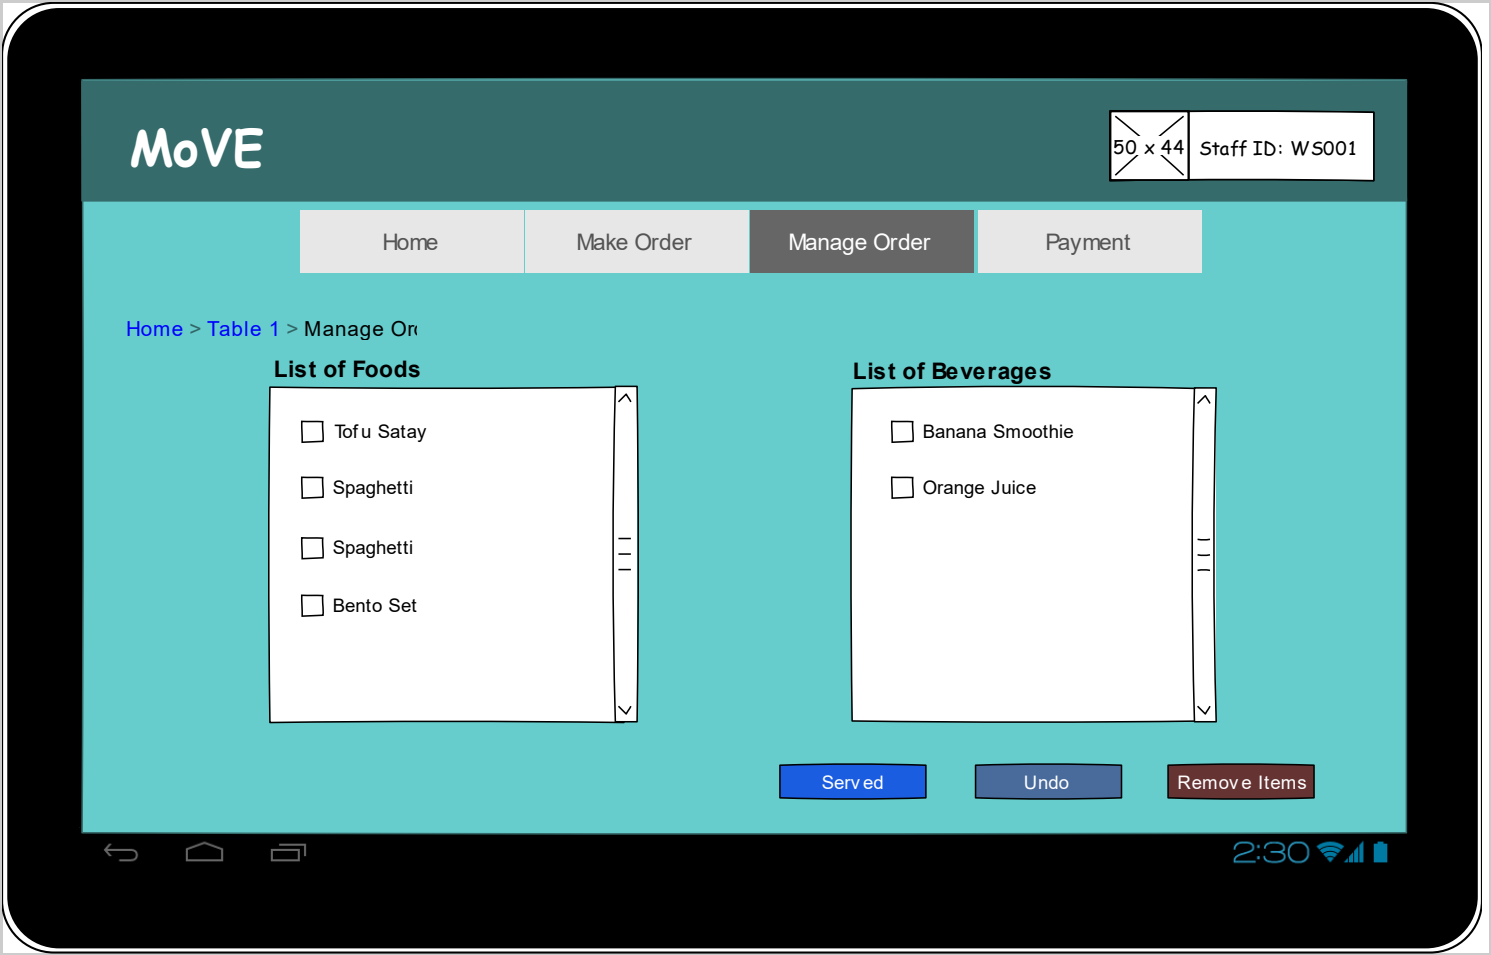 MoVE
50 x 44 Staff ID: WS001
Home Make Order Manage Order Payment
Home > Table 1 > Manage Ord
List of Foods
Tofu Satay
Spaghetti
Spaghetti
Bento Set
List of Beverages
Banana Smoothie
Orange Juice
Served Undo Remove Items
2:30